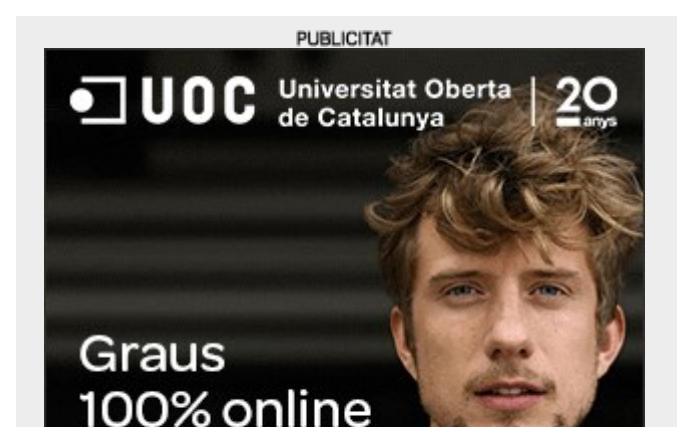 PUBLICITAT
UOC
Universitat Oberta
de Catalunya
20
anys
Graus
100% online